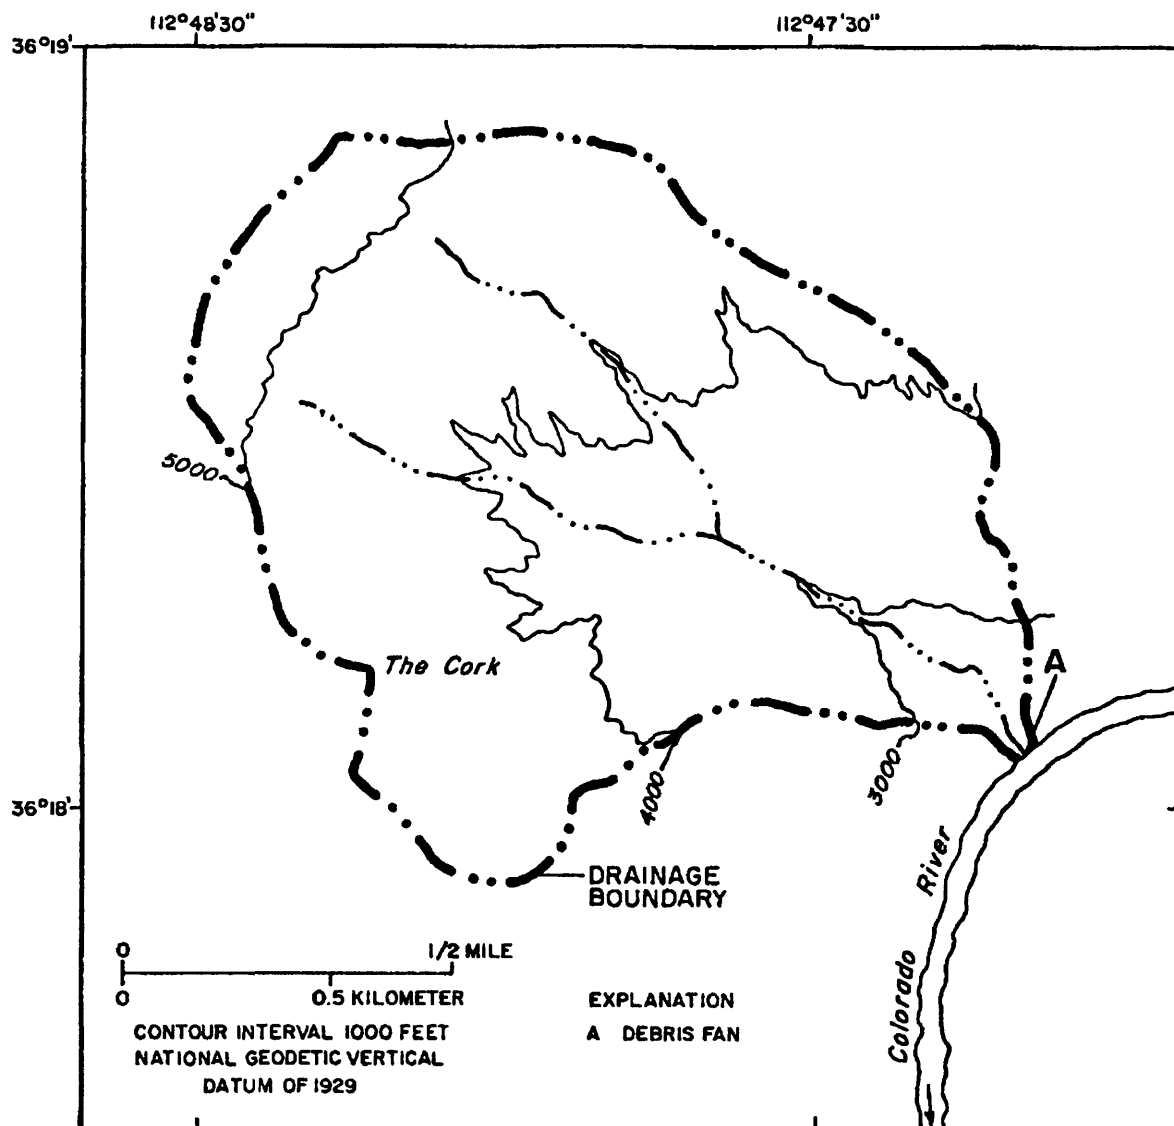 112°48'30"
112°47'30"
36°19'
5000
The Cork
A
4000
3000
36°18'
River
DRAINAGE
BOUNDARY
Colorado
0
1/2 MILE
0
0.5 KILOMETER
EXPLANATION
CONTOUR INTERVAL 1000 FEET
A DEBRIS FAN
NATIONAL GEODETIC VERTICAL
DATUM OF 1929